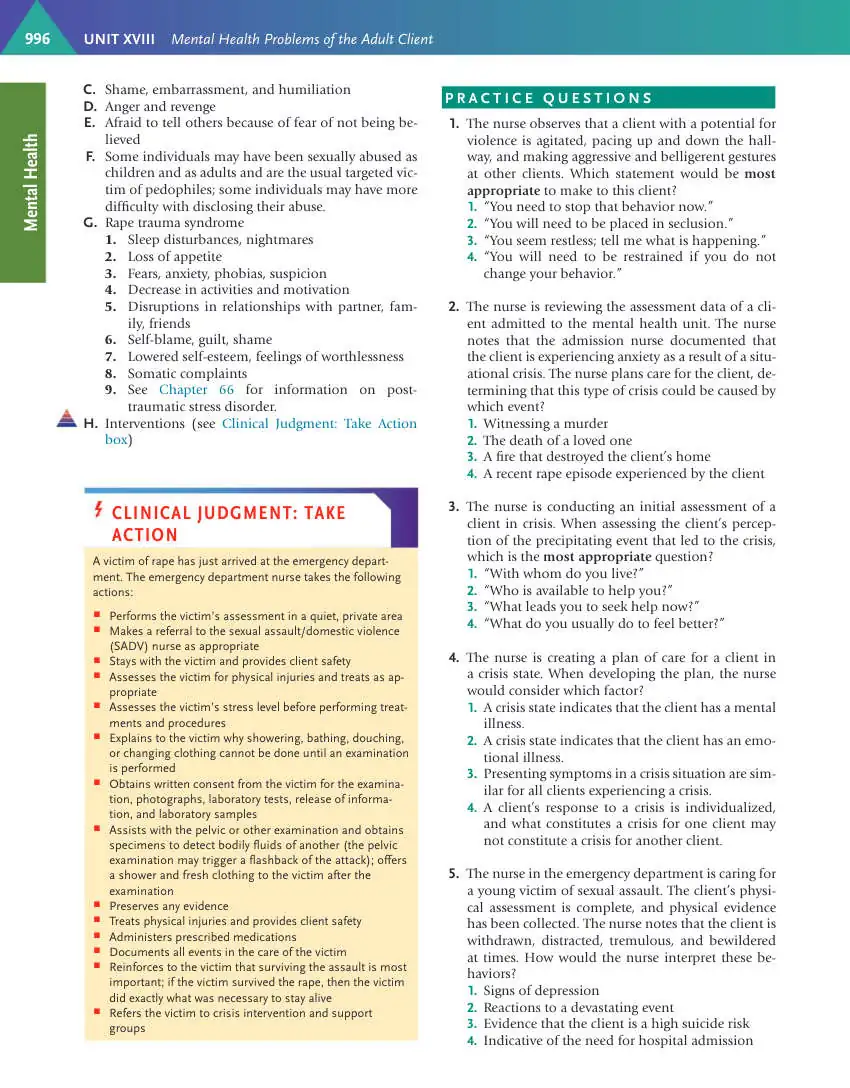 996
UNIT XVIII Mental Health Problems of the Adult Client
Mental Health
C. Shame, embarrassment, and humiliation
D. Anger and revenge
E. Afraid to tell others because of fear of not being be-
lieved
F. Some individuals may have been sexually abused as
children and as adults and are the usual targeted vic-
tim of pedophiles; some individuals may have more
difficulty with disclosing their abuse.
G. Rape trauma syndrome
1. Sleep disturbances, nightmares
2. Loss of appetite
3. Fears, anxiety, phobias, suspicion
4. Decrease in activities and motivation
5. Disruptions in relationships with partner, fam-
ily, friends
6. Self-blame, guilt, shame
7. Lowered self-esteem, feelings of worthlessness
8. Somatic complaints
9. See Chapter 66 for information on post-
traumatic stress disorder.
H. Interventions (see Clinical Judgment: Take Action
box)
CLINICAL JUDGMENT: TAKE
ACTION
A victim of rape has just arrived at the emergency depart-
ment. The emergency department nurse takes the following
actions:
▪ Performs the victim's assessment in a quiet, private area
▪ Makes a referral to the sexual assault/domestic violence
(SADV) nurse as appropriate
▪ Stays with the victim and provides client safety
▪ Assesses the victim for physical injuries and treats as ap-
propriate
▪ Assesses the victim's stress level before performing treat-
ments and procedures
▪ Explains to the victim why showering, bathing, douching,
or changing clothing cannot be done until an examination
is performed
▪ Obtains written consent from the victim for the examina-
tion, photographs, laboratory tests, release of informa-
tion, and laboratory samples
▪ Assists with the pelvic or other examination and obtains
specimens to detect bodily fluids of another (the pelvic
examination may trigger a flashback of the attack); offers
a shower and fresh clothing to the victim after the
examination
▪ Preserves any evidence
▪ Treats physical injuries and provides client safety
▪ Administers prescribed medications
▪ Documents all events in the care of the victim
▪ Reinforces to the victim that surviving the assault is most
important; if the victim survived the rape, then the victim
did exactly what was necessary to stay alive
▪ Refers the victim to crisis intervention and support
groups
PRACTICE QUESTIONS
1. The nurse observes that a client with a potential for
violence is agitated, pacing up and down the hall-
way, and making aggressive and belligerent gestures
at other clients. Which statement would be most
appropriate to make to this client?
1. “You need to stop that behavior now.”
2. “You will need to be placed in seclusion.”
3. “You seem restless; tell me what is happening.”
4. “You will need to be restrained if you do not
change your behavior.”
2. The nurse is reviewing the assessment data of a cli-
ent admitted to the mental health unit. The nurse
notes that the admission nurse documented that
the client is experiencing anxiety as a result of a situ-
ational crisis. The nurse plans care for the client, de-
termining that this type of crisis could be caused by
which event?
1. Witnessing a murder
2. The death of a loved one
3. A fire that destroyed the client's home
4. A recent rape episode experienced by the client
3. The nurse is conducting an initial assessment of a
client in crisis. When assessing the client's percep-
tion of the precipitating event that led to the crisis,
which is the most appropriate question?
1. “With whom do you live?”
2. “Who is available to help you?”
3. “What leads you to seek help now?”
4. “What do you usually do to feel better?”
4. The nurse is creating a plan of care for a client in
a crisis state. When developing the plan, the nurse
would consider which factor?
1. A crisis state indicates that the client has a mental
illness.
2. A crisis state indicates that the client has an emo-
tional illness.
3. Presenting symptoms in a crisis situation are sim-
ilar for all clients experiencing a crisis.
4. A client's response to a crisis is individualized,
and what constitutes a crisis for one client may
not constitute a crisis for another client.
5. The nurse in the emergency department is caring for
a young victim of sexual assault. The client's physi-
cal assessment is complete, and physical evidence
has been collected. The nurse notes that the client is
withdrawn, distracted, tremulous, and bewildered
at times. How would the nurse interpret these be-
haviors?
1. Signs of depression
2. Reactions to a devastating event
3. Evidence that the client is a high suicide risk
4. Indicative of the need for hospital admission